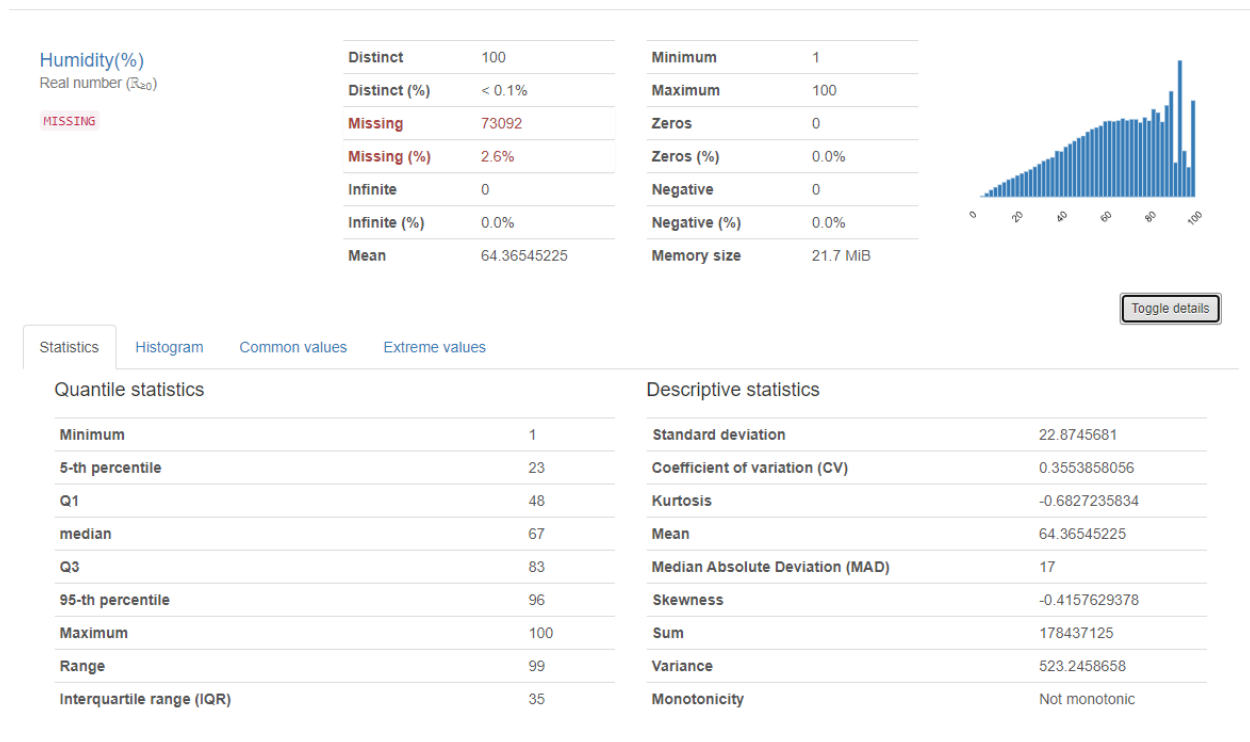 Humidity(%)
Real number (ℝ≥0)
MISSING
Distinct 100
Distinct (%) < 0.1%
Missing 73092
Missing (%) 2.6%
Infinite 0
Infinite (%) 0.0%
Mean 64.36545225
Minimum 1
Maximum 100
Zeros 0
Zeros (%) 0.0%
Negative 0
Negative (%) 0.0%
Memory size 21.7 MiB
0 20 40 60 80 100
Toggle details
Statistics Histogram Common values Extreme values
Quantile statistics
Minimum 1
5-th percentile 23
Q1 48
median 67
Q3 83
95-th percentile 96
Maximum 100
Range 99
Interquartile range (IQR) 35
Descriptive statistics
Standard deviation 22.8745681
Coefficient of variation (CV) 0.3553858056
Kurtosis -0.6827235834
Mean 64.36545225
Median Absolute Deviation (MAD) 17
Skewness -0.4157629378
Sum 178437125
Variance 523.2458658
Monotonicity Not monotonic